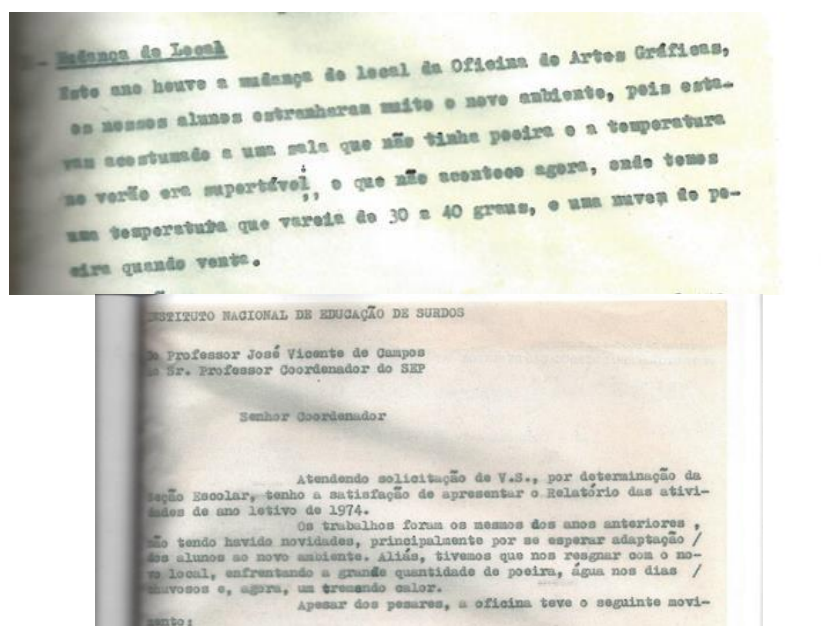 - Mudança de Local
Este ano houve a mudança de local da Oficina de Artes Gráficas,
os nossos alunos estranharam muito o novo ambiente, pois esta-
vam acostumado a uma sala que não tinha poeira e a temperatura
no verão era suportável,, o que não acontece agora, onde temos
uma temperatura que vareia de 30 a 40 graus, e uma nuvem de po-
eira quando venta.
INSTITUTO NACIONAL DE EDUCAÇÃO DE SURDOS
Do Professor José Vicente de Campos
ao Sr. Professor Coordenador do SEP
Senhor Coordenador
Atendendo solicitação de V.S., por determinação da
Seção Escolar, tenho a satisfação de apresentar o Relatório das ativi-
dades de ano letivo de 1974.
Os trabalhos foram os mesmos dos anos anteriores ,
não tendo havido novidades, principalmente por se esperar adaptação /
dos alunos ao novo ambiente. Aliás, tivemos que nos resgnar com o no-
vo local, enfrentando a grande quantidade de poeira, água nos dias /
chuvosos e, agora, um tremendo calor.
Apesar dos pesares, a oficina teve o seguinte movi-
mento: